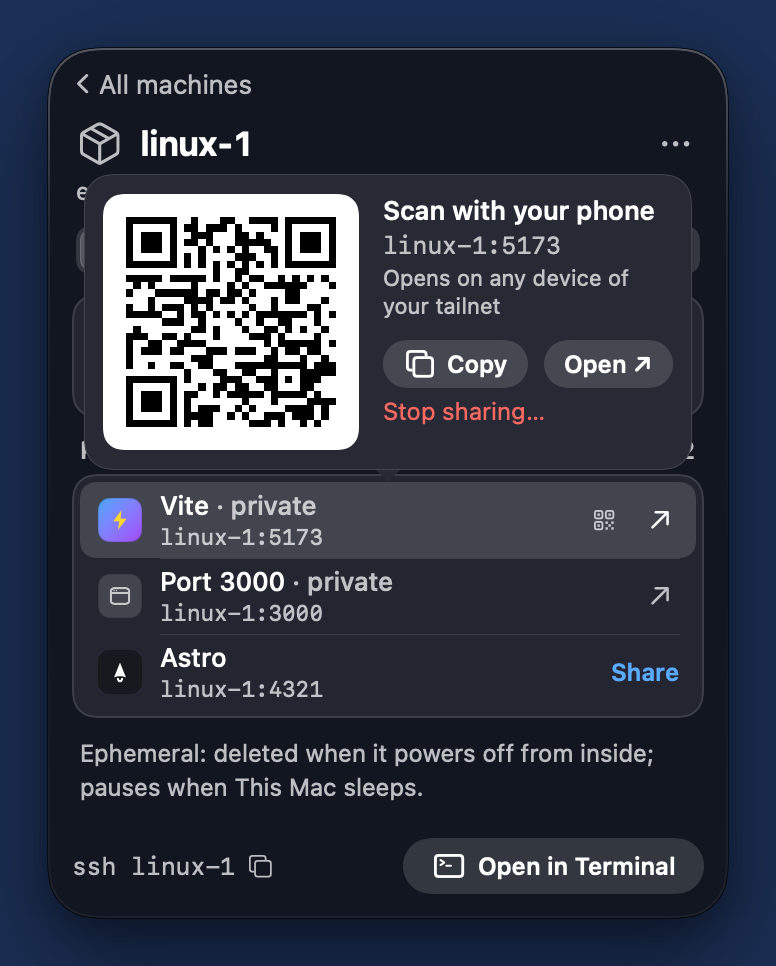 All machines
linux-1
Scan with your phone
linux-1:5173
Opens on any device of
your tailnet
Copy
Open
Stop sharing...
Vite · private
linux-1:5173
Port 3000 · private
linux-1:3000
Astro
linux-1:4321
Share
Ephemeral: deleted when it powers off from inside;
pauses when This Mac sleeps.
ssh linux-1
Open in Terminal